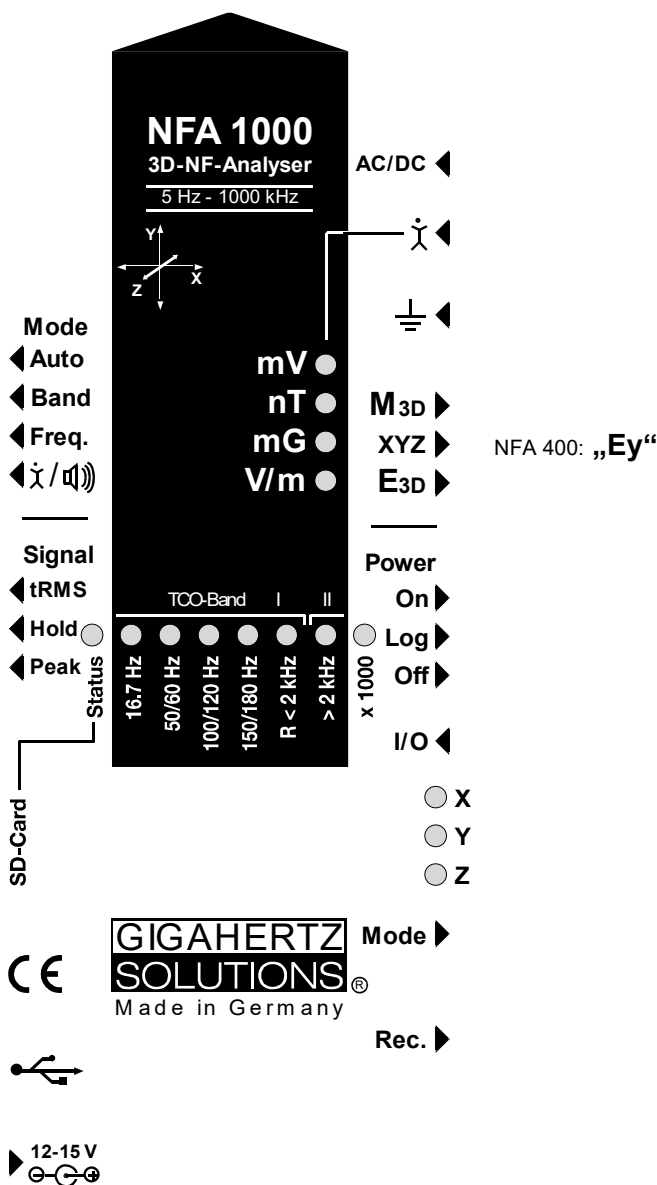 NFA 1000
3D-NF-Analyser
5 Hz - 1000 kHz
Y
X
Z
AC/DC
Mode
Auto
Band
Freq.
/
mV
nT
mG
V/m
M3D
XYZ
E3D
NFA 400: „Ey“
Signal
tRMS
Hold
Peak
Status
SD-Card
TCO-Band I II
16.7 Hz
50/60 Hz
100/120 Hz
150/180 Hz
R < 2 kHz
> 2 kHz
x 1000
Power
On
Log
Off
I/O
X
Y
Z
CE
GIGAHERTZ
SOLUTIONS®
Made in Germany
Mode
Rec.
12-15 V